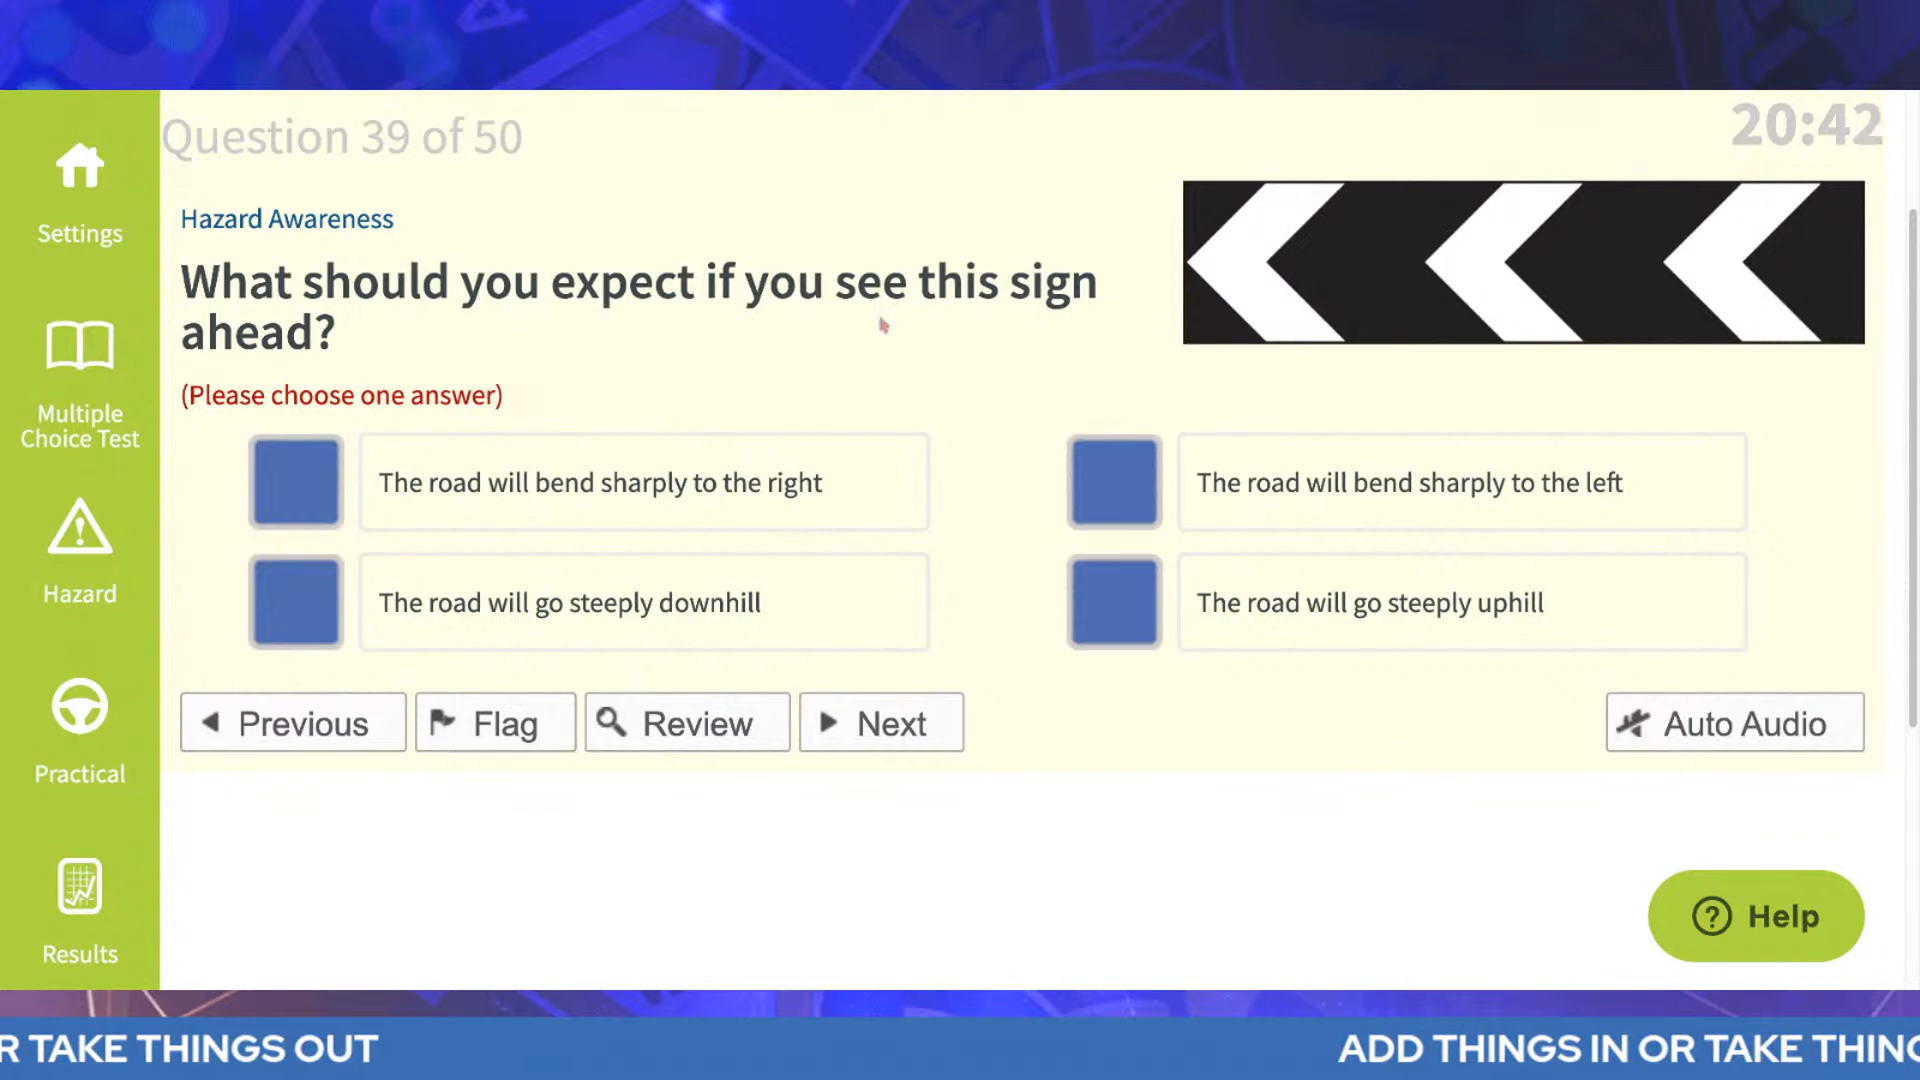 Question 39 of 50
20:42
Settings
Multiple
Choice Test
Hazard
Practical
Results
Hazard Awareness
What should you expect if you see this sign
ahead?
(Please choose one answer)
The road will bend sharply to the right
The road will bend sharply to the left
The road will go steeply downhill
The road will go steeply uphill
Previous
Flag
Review
Next
Auto Audio
? Help
R TAKE THINGS OUT
ADD THINGS IN OR TAKE THING